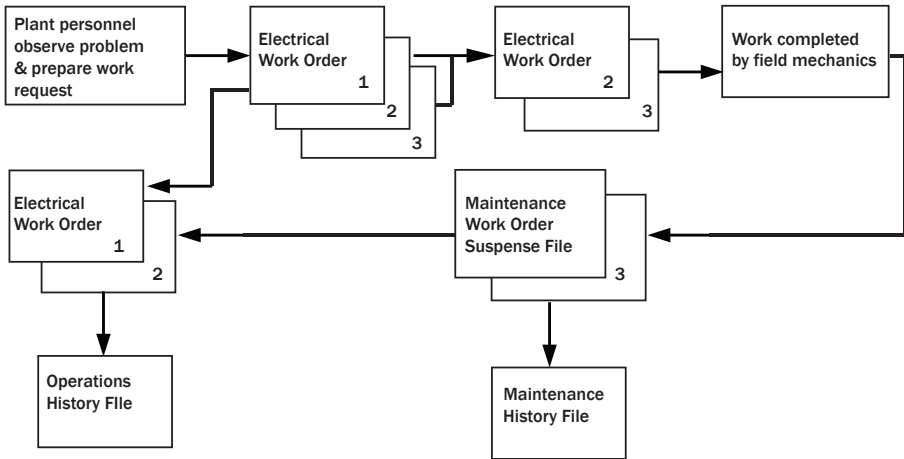 Plant personnel
observe problem
& prepare work
request
Electrical
Work Order
1
2
3
Electrical
Work Order
2
3
Work completed
by field mechanics
Electrical
Work Order
1
2
Maintenance
Work Order
Suspense File
3
Operations
History FIle
Maintenance
History File